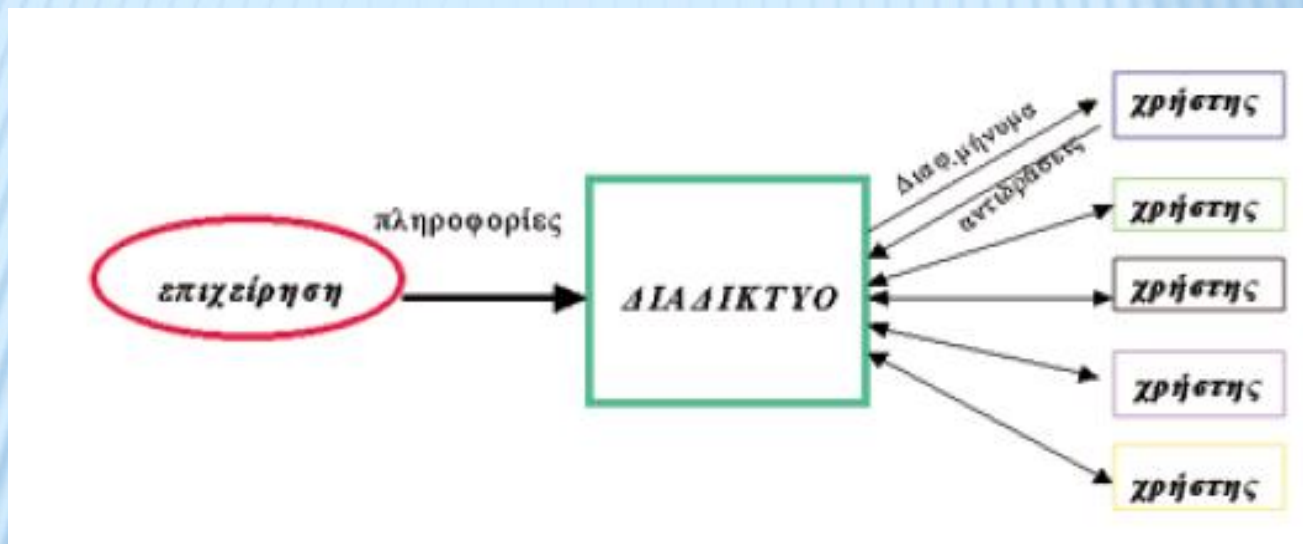 επιχείρηση
πληροφορίες
ΔΙΑΔΙΚΤΥΟ
Διαφ.μήνυμα
αντιδράσεις
χρήστης
χρήστης
χρήστης
χρήστης
χρήστης